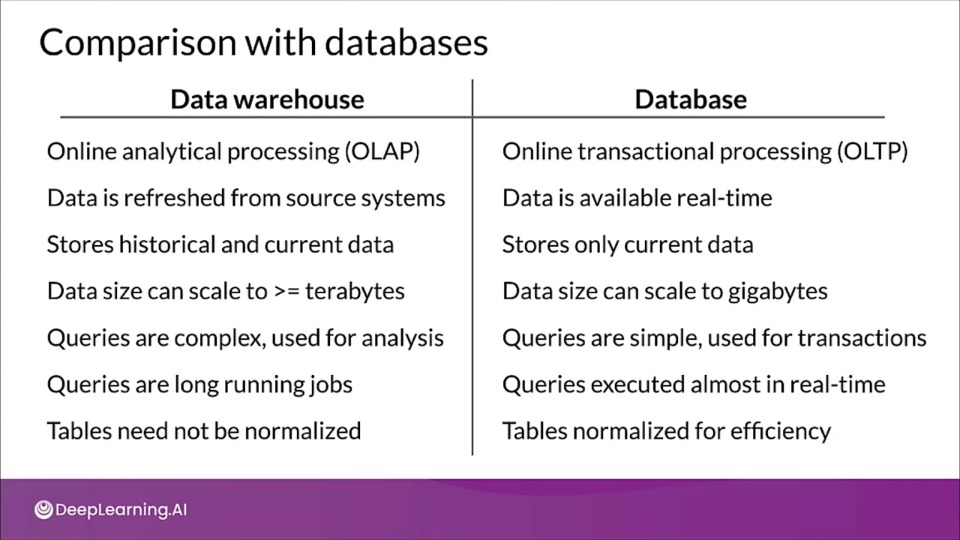 Comparison with databases
Data warehouse
Database
Online analytical processing (OLAP)
Online transactional processing (OLTP)
Data is refreshed from source systems
Data is available real-time
Stores historical and current data
Stores only current data
Data size can scale to >= terabytes
Data size can scale to gigabytes
Queries are complex, used for analysis
Queries are simple, used for transactions
Queries are long running jobs
Queries executed almost in real-time
Tables need not be normalized
Tables normalized for efficiency
DeepLearning.AI